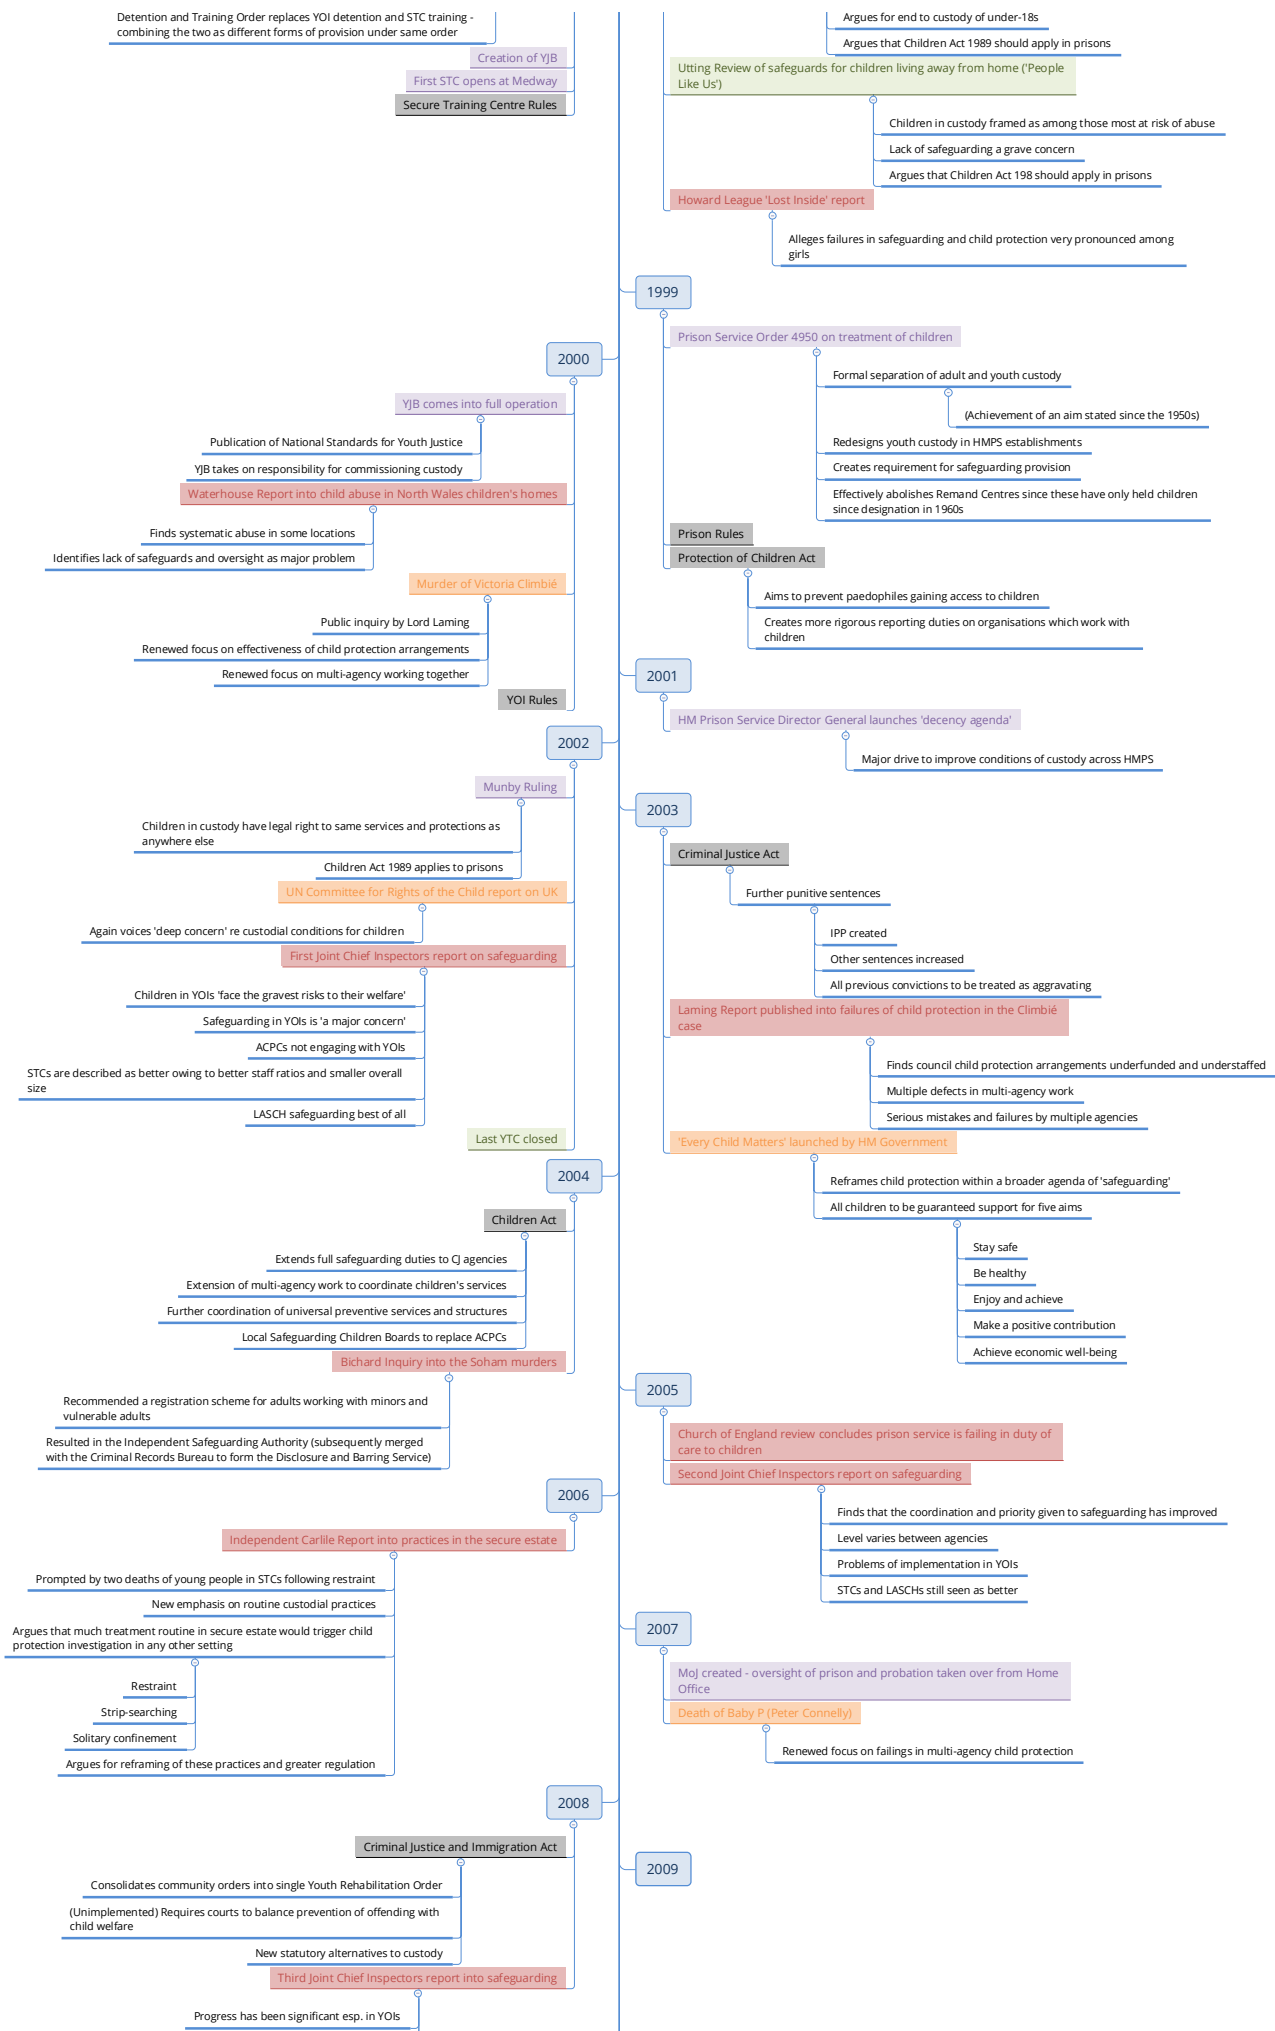 Detention and Training Order replaces YOI detention and STC training -
combining the two as different forms of provision under same order
Creation of YJB
First STC opens at Medway
Secure Training Centre Rules
Argues for end to custody of under-18s
Argues that Children Act 1989 should apply in prisons
Utting Review of safeguards for children living away from home ('People
Like Us')
Children in custody framed as among those most at risk of abuse
Lack of safeguarding a grave concern
Argues that Children Act 198 should apply in prisons
Howard League 'Lost Inside' report
Alleges failures in safeguarding and child protection very pronounced among
girls
1999
Prison Service Order 4950 on treatment of children
Formal separation of adult and youth custody
(Achievement of an aim stated since the 1950s)
Redesigns youth custody in HMPS establishments
Creates requirement for safeguarding provision
Effectively abolishes Remand Centres since these have only held children
since designation in 1960s
Prison Rules
Protection of Children Act
Aims to prevent paedophiles gaining access to children
Creates more rigorous reporting duties on organisations which work with
children
2000
YJB comes into full operation
Publication of National Standards for Youth Justice
YJB takes on responsibility for commissioning custody
Waterhouse Report into child abuse in North Wales children's homes
Finds systematic abuse in some locations
Identifies lack of safeguards and oversight as major problem
Murder of Victoria Climbié
Public inquiry by Lord Laming
Renewed focus on effectiveness of child protection arrangements
Renewed focus on multi-agency working together
YOI Rules
2001
HM Prison Service Director General launches 'decency agenda'
Major drive to improve conditions of custody across HMPS
2002
Munby Ruling
Children in custody have legal right to same services and protections as
anywhere else
Children Act 1989 applies to prisons
UN Committee for Rights of the Child report on UK
Again voices 'deep concern' re custodial conditions for children
First Joint Chief Inspectors report on safeguarding
Children in YOIs 'face the gravest risks to their welfare'
Safeguarding in YOIs is 'a major concern'
ACPCs not engaging with YOIs
STCs are described as better owing to better staff ratios and smaller overall
size
LASCH safeguarding best of all
Last YTC closed
2003
Criminal Justice Act
Further punitive sentences
IPP created
Other sentences increased
All previous convictions to be treated as aggravating
Laming Report published into failures of child protection in the Climbié
case
Finds council child protection arrangements underfunded and understaffed
Multiple defects in multi-agency work
Serious mistakes and failures by multiple agencies
'Every Child Matters' launched by HM Government
Reframes child protection within a broader agenda of 'safeguarding'
All children to be guaranteed support for five aims
Stay safe
Be healthy
Enjoy and achieve
Make a positive contribution
Achieve economic well-being
2004
Children Act
Extends full safeguarding duties to CJ agencies
Extension of multi-agency work to coordinate children's services
Further coordination of universal preventive services and structures
Local Safeguarding Children Boards to replace ACPCs
Bichard Inquiry into the Soham murders
Recommended a registration scheme for adults working with minors and
vulnerable adults
Resulted in the Independent Safeguarding Authority (subsequently merged
with the Criminal Records Bureau to form the Disclosure and Barring Service)
2005
Church of England review concludes prison service is failing in duty of
care to children
Second Joint Chief Inspectors report on safeguarding
Finds that the coordination and priority given to safeguarding has improved
Level varies between agencies
Problems of implementation in YOIs
STCs and LASCHs still seen as better
2006
Independent Carlile Report into practices in the secure estate
Prompted by two deaths of young people in STCs following restraint
New emphasis on routine custodial practices
Argues that much treatment routine in secure estate would trigger child
protection investigation in any other setting
Restraint
Strip-searching
Solitary confinement
Argues for reframing of these practices and greater regulation
2007
MoJ created - oversight of prison and probation taken over from Home
Office
Death of Baby P (Peter Connelly)
Renewed focus on failings in multi-agency child protection
2008
Criminal Justice and Immigration Act
Consolidates community orders into single Youth Rehabilitation Order
(Unimplemented) Requires courts to balance prevention of offending with
child welfare
New statutory alternatives to custody
Third Joint Chief Inspectors report into safeguarding
Progress has been significant esp. in YOIs
2009